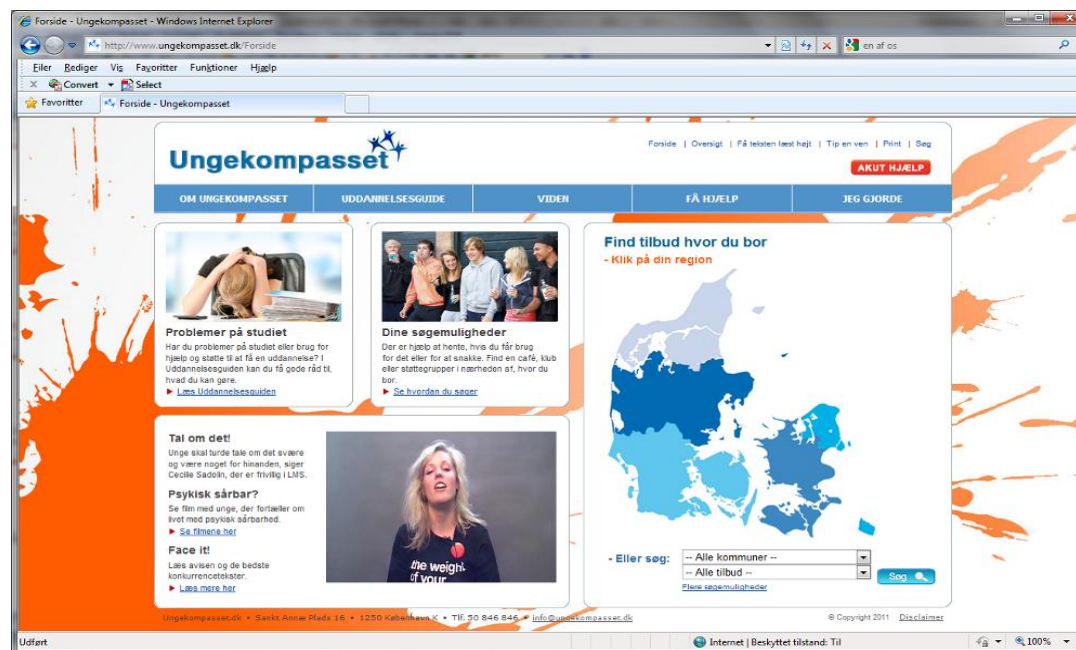 Forside - Ungekompasset - Windows Internet Explorer
http://www.ungekompasset.dk/Forside
en af os
Filer Rediger Vis Favoritter Funktioner Hjælp
Convert Select
Favoritter Forside - Ungekompasset
Ungekompasset
Forside | Oversigt | Få teksten læst højt | Tip en ven | Print | Søg
AKUT HJÆLP
OM UNGEKOMPASSET UDDANNELSESGUIDE VIDEN FÅ HJÆLP JEG GJORDE
Problemer på studiet
Har du problemer på studiet eller brug for
hjælp og støtte til at få en uddannelse? I
Uddannelsesguiden kan du få gode råd til,
hvad du kan gøre.
Læs Uddannelsesguiden
Dine søgemuligheder
Der er hjælp at hente, hvis du får brug
for det eller for at snakke. Find en café, klub
eller støttegrupper i nærheden af, hvor du
bor.
Se hvordan du søger
Tal om det!
Unge skal turde tale om det svære
og være noget for hinanden, siger
Cecilie Sadolin, der er frivillig i LMS.
Psykisk sårbar?
Se film med unge, der fortæller om
livet med psykisk sårbarhed.
Se filmene her
Face it!
Læs avisen og de bedste
konkurrencetekster.
Læs mere her
the weight
of your
Find tilbud hvor du bor
- Klik på din region
- Eller søg:
-- Alle kommuner --
-- Alle tilbud --
Søg
Flere søgemuligheder
Ungekompasset.dk • Sankt Annæ Plads 16 • 1250 København K • Tlf. 50 846 846 • info@ungekompasset.dk
© Copyright 2011 Disclaimer
Udført
Internet | Beskyttet tilstand: Til
100%